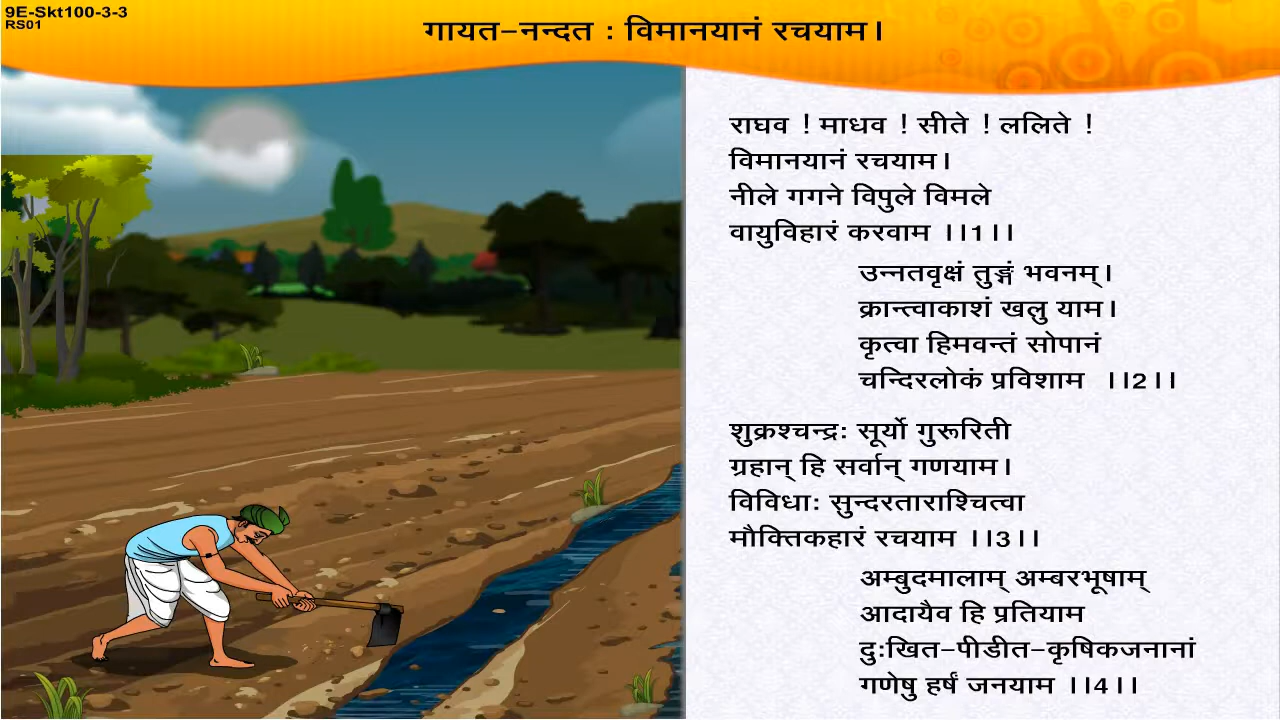 9E-Skt100-3-3
RS01
गायत-नन्दत : विमानयानं रचयाम।
राघव ! माधव ! सीते ! ललिते !
विमानयानं रचयाम।
नीले गगने विपुले विमले
वायुविहारं करवाम ।।1।।
उन्नतवृक्षं तुङ्गं भवनम्।
क्रान्त्वाकाशं खलु याम।
कृत्वा हिमवन्तं सोपानं
चन्दिरलोकं प्रविशाम ।।2।।
शुक्रश्चन्द्रः सूर्यो गुरूरिती
ग्रहान् हि सर्वान् गणयाम।
विविधाः सुन्दरताराश्चित्वा
मौक्तिकहारं रचयाम ।।3।।
अम्बुदमालाम् अम्बरभूषाम्
आदायैव हि प्रतियाम
दुःखित-पीडीत-कृषिकजनानां
गणेषु हर्षं जनयाम ।।4।।